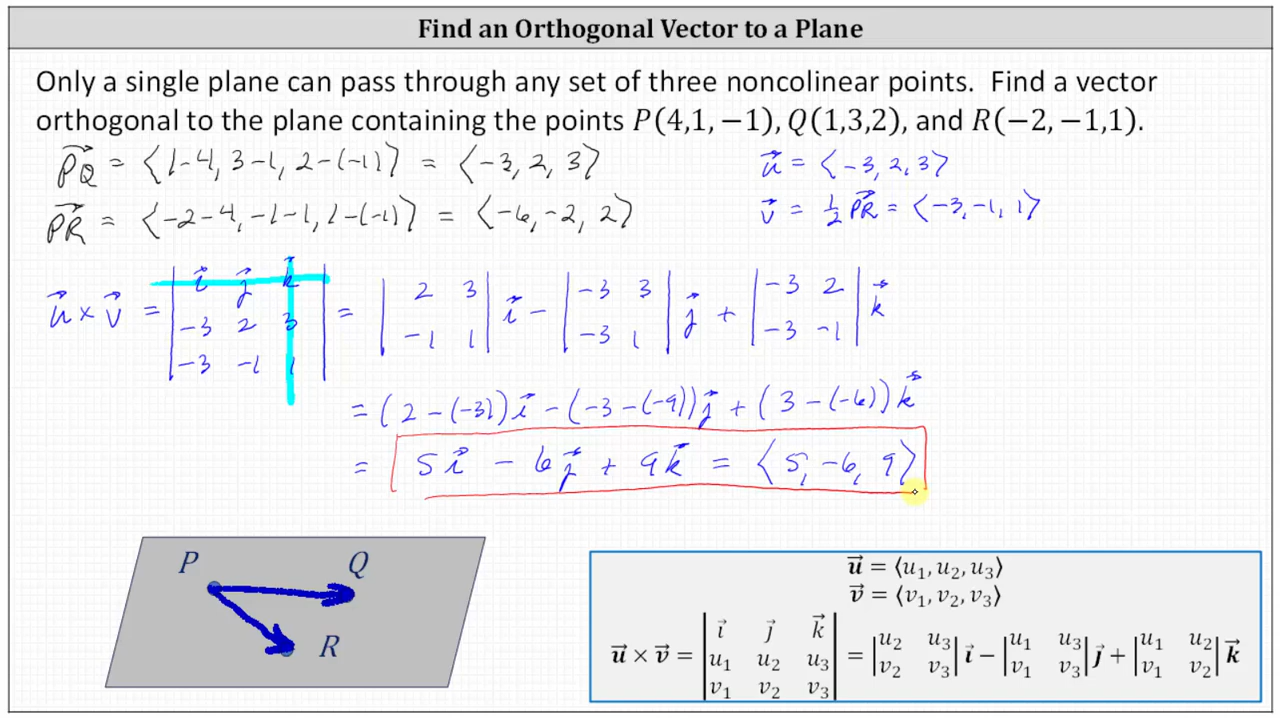 Find an Orthogonal Vector to a Plane
Only a single plane can pass through any set of three noncolinear points. Find a vector
orthogonal to the plane containing the points P(4,1,−1), Q(1,3,2), and R(−2,−1,1).
P⃗Q⃗ = ⟨1−4, 3−1, 2−(−1)⟩ = ⟨−3, 2, 3⟩
u⃗ = ⟨−3, 2, 3⟩
P⃗R⃗ = ⟨−2−4, −1−1, 1−(−1)⟩ = ⟨−6, −2, 2⟩
v⃗ = 1/2 P⃗R⃗ = ⟨−3, −1, 1⟩
u⃗ × v⃗ = | i⃗ j⃗ k⃗ | = | 2 3 | i⃗ − | −3 3 | j⃗ + | −3 2 | k⃗
| −3 2 3 | | −1 1 | | −3 1 | | −3 −1 |
| −3 −1 1 |
= (2−(−3)) i⃗ − (−3−(−9)) j⃗ + (3−(−6)) k⃗
= 5i⃗ − 6j⃗ + 9k⃗ = ⟨5, −6, 9⟩
P
Q
R
u⃗ = ⟨u₁, u₂, u₃⟩
v⃗ = ⟨v₁, v₂, v₃⟩
u⃗ × v⃗ = | i⃗ j⃗ k⃗ | = | u₂ u₃ | i⃗ − | u₁ u₃ | j⃗ + | u₁ u₂ | k⃗
| u₁ u₂ u₃ | | v₂ v₃ | | v₁ v₃ | | v₁ v₂ |
| v₁ v₂ v₃ |